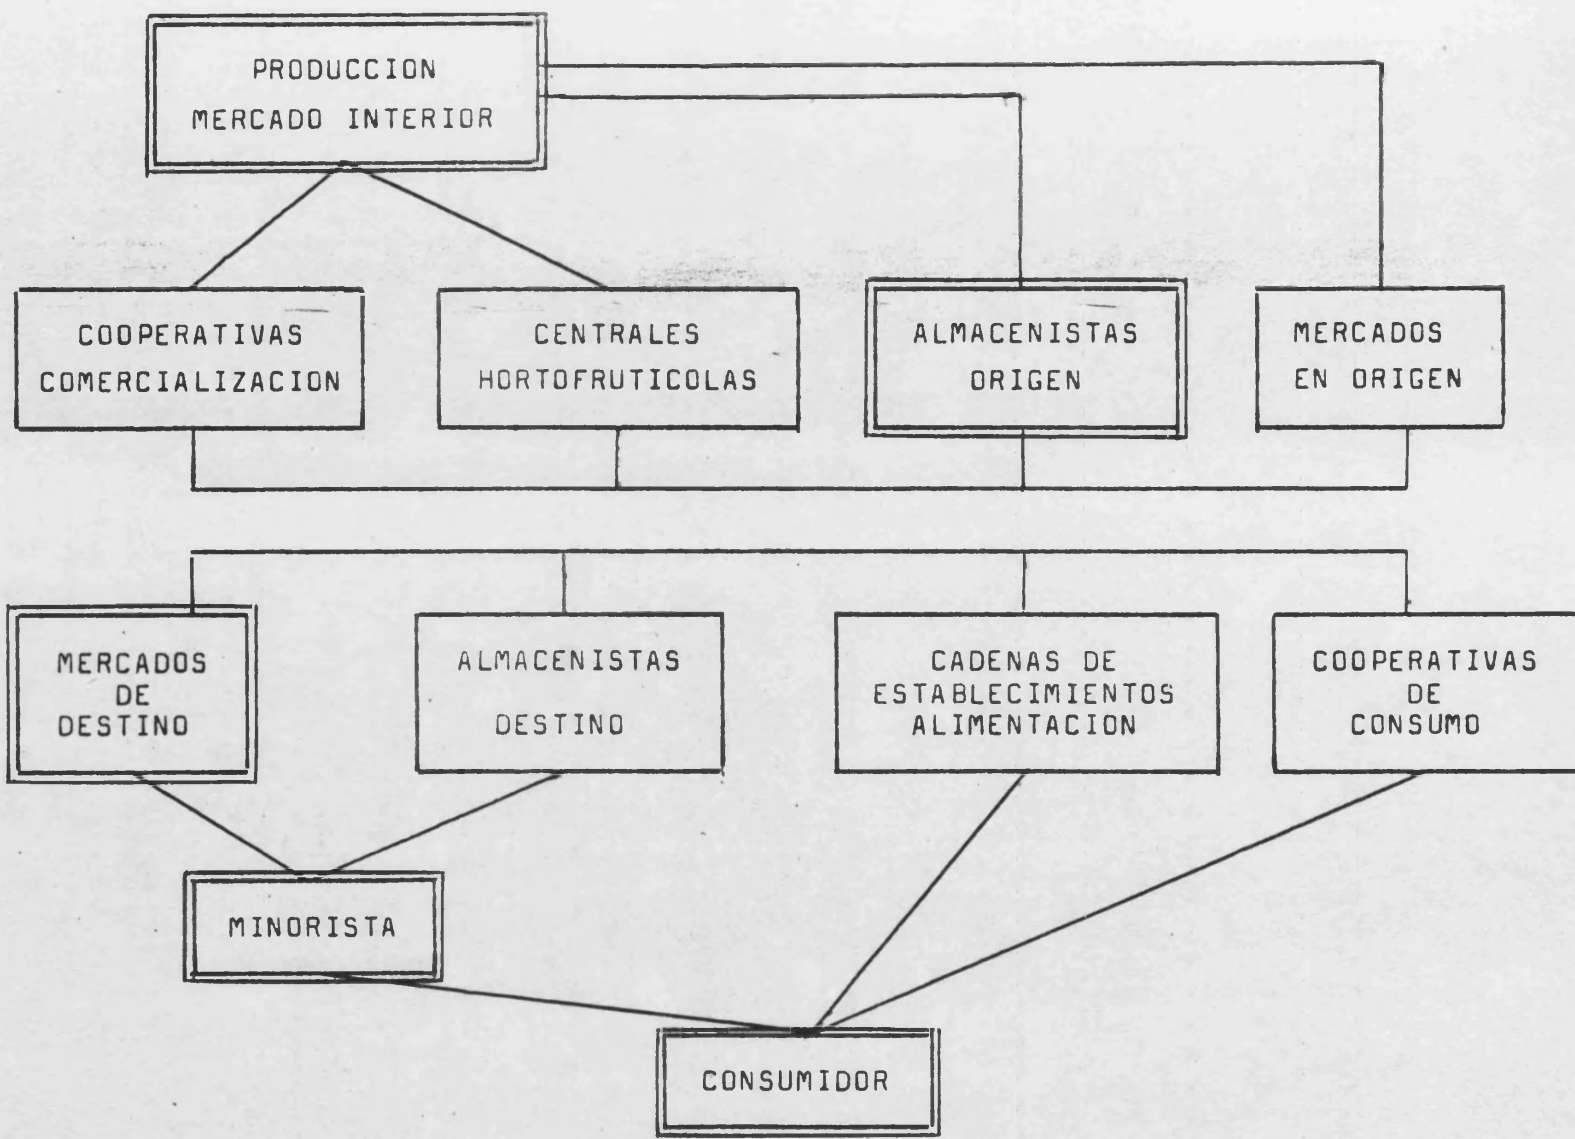 PRODUCCION
MERCADO INTERIOR
COOPERATIVAS
COMERCIALIZACION
CENTRALES
HORTOFRUTICOLAS
ALMACENISTAS
ORIGEN
MERCADOS
EN ORIGEN
MERCADOS
DE
DESTINO
ALMACENISTAS
DESTINO
CADENAS DE
ESTABLECIMIENTOS
ALIMENTACION
COOPERATIVAS
DE
CONSUMO
MINORISTA
CONSUMIDOR